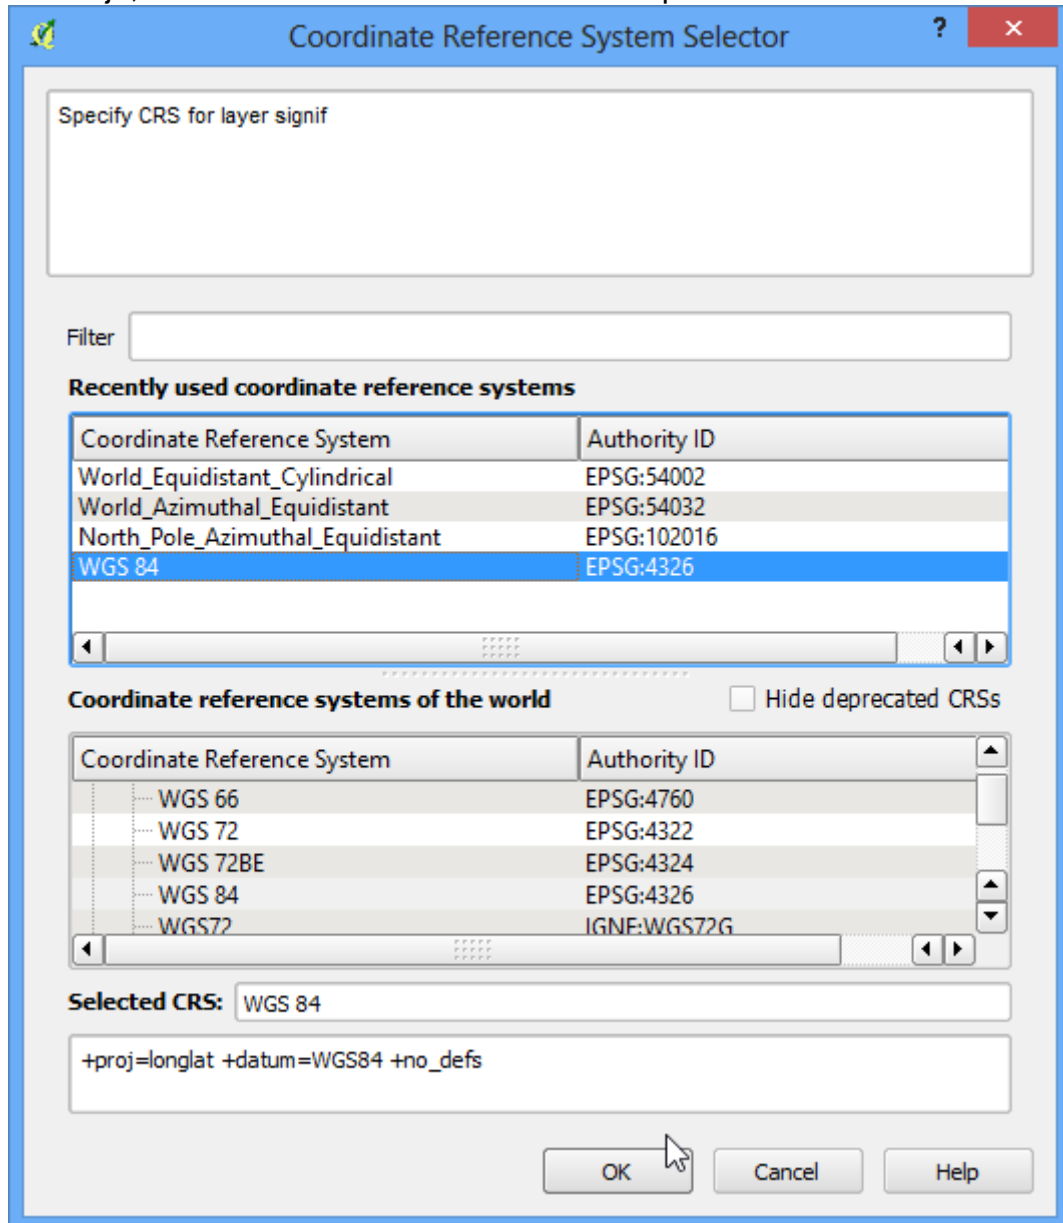 Coordinate Reference System Selector ? ×
Specify CRS for layer signif
Filter
Recently used coordinate reference systems
Coordinate Reference System Authority ID
World_Equidistant_Cylindrical EPSG:54002
World_Azimuthal_Equidistant EPSG:54032
North_Pole_Azimuthal_Equidistant EPSG:102016
WGS 84 EPSG:4326
Coordinate reference systems of the world Hide deprecated CRSs
Coordinate Reference System Authority ID
WGS 66 EPSG:4760
WGS 72 EPSG:4322
WGS 72BE EPSG:4324
WGS 84 EPSG:4326
WGS72 IGNF:WGS72G
Selected CRS: WGS 84
+proj=longlat +datum=WGS84 +no_defs
OK Cancel Help